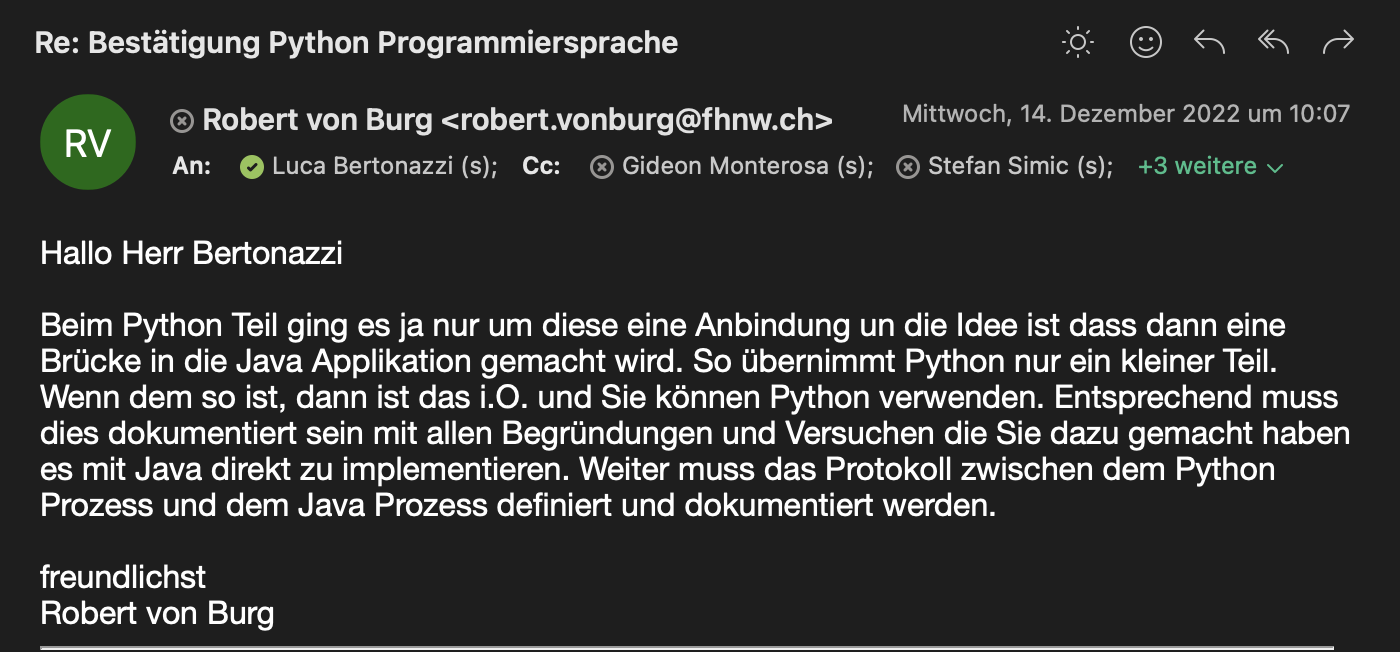 Re: Bestätigung Python Programmiersprache
RV
Robert von Burg <robert.vonburg@fhnw.ch>
Mittwoch, 14. Dezember 2022 um 10:07
An: Luca Bertonazzi (s); Cc: Gideon Monterosa (s); Stefan Simic (s); +3 weitere
Hallo Herr Bertonazzi
Beim Python Teil ging es ja nur um diese eine Anbindung un die Idee ist dass dann eine
Brücke in die Java Applikation gemacht wird. So übernimmt Python nur ein kleiner Teil.
Wenn dem so ist, dann ist das i.O. und Sie können Python verwenden. Entsprechend muss
dies dokumentiert sein mit allen Begründungen und Versuchen die Sie dazu gemacht haben
es mit Java direkt zu implementieren. Weiter muss das Protokoll zwischen dem Python
Prozess und dem Java Prozess definiert und dokumentiert werden.
freundlichst
Robert von Burg